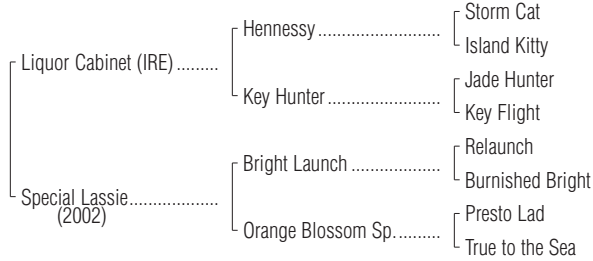 Storm Cat
Hennessy........................
Island Kitty
Liquor Cabinet (IRE).........
Jade Hunter
Key Hunter......................
Key Flight
Relaunch
Bright Launch..................
Burnished Bright
Special Lassie...................
(2002)
Presto Lad
Orange Blossom Sp.........
True to the Sea